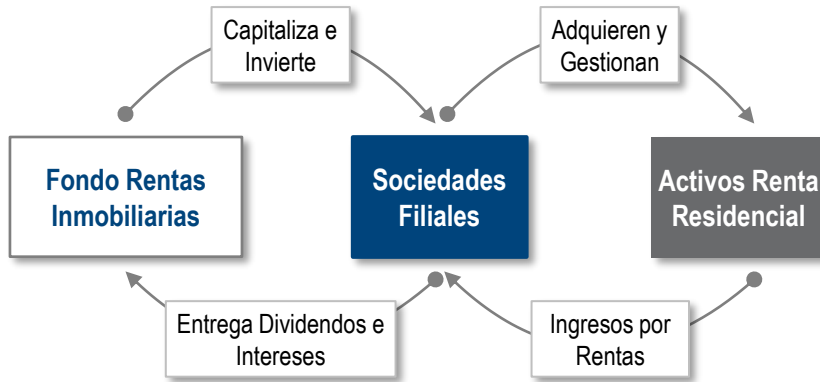 Capitaliza e
Invierte
Adquieren y
Gestionan
Fondo Rentas
Inmobiliarias
Sociedades
Filiales
Activos Renta
Residencial
Entrega Dividendos e
Intereses
Ingresos por
Rentas